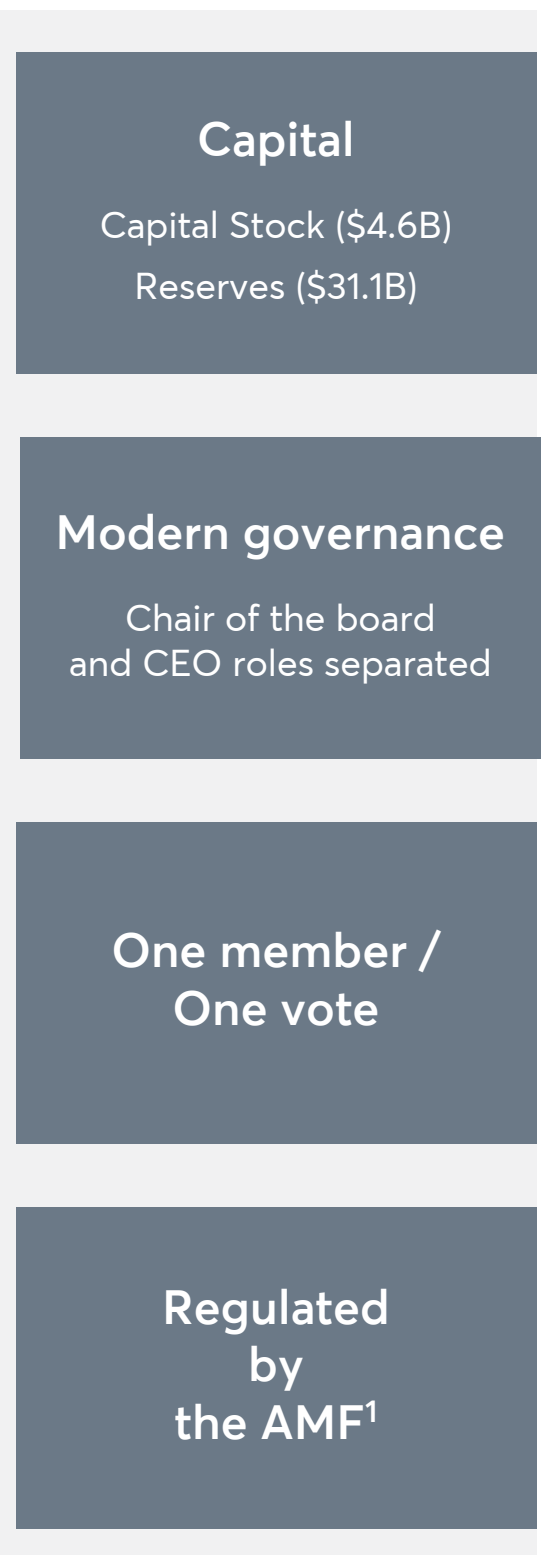 Capital
Capital Stock ($4.6B)
Reserves ($31.1B)
Modern governance
Chair of the board
and CEO roles separated
One member /
One vote
Regulated
by
the AMF¹